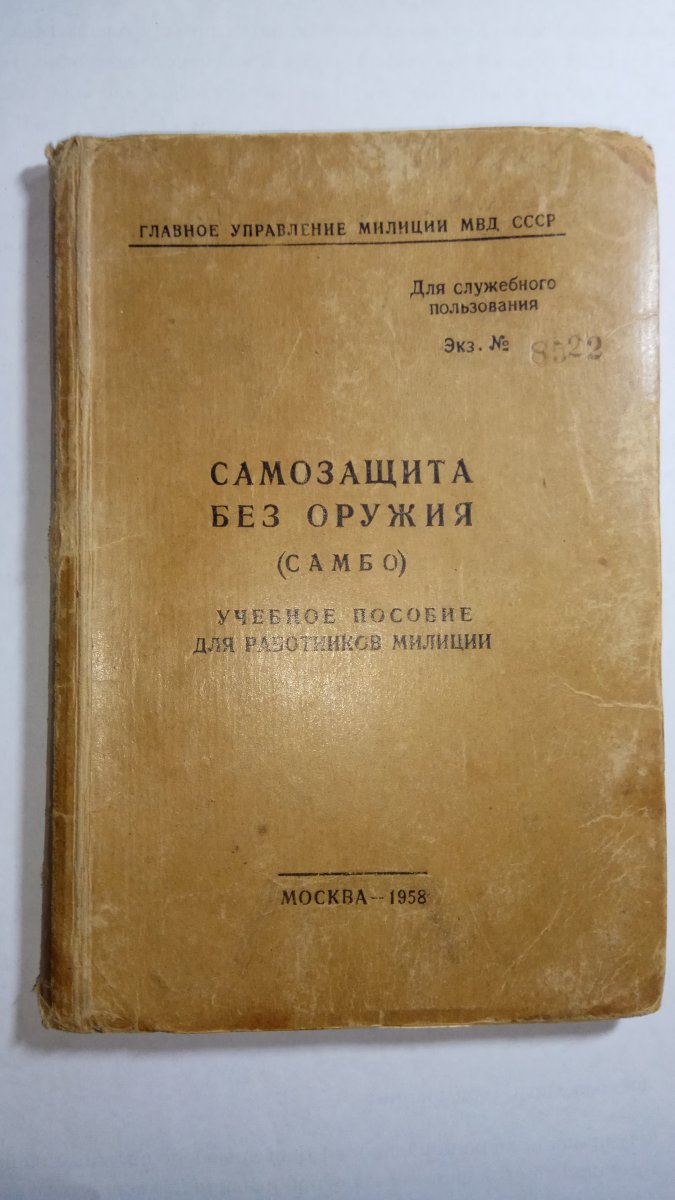 ГЛАВНОЕ УПРАВЛЕНИЕ МИЛИЦИИ МВД СССР
Для служебного
пользования
Экз. № 8522
САМОЗАЩИТА
БЕЗ ОРУЖИЯ
(САМБО)
УЧЕБНОЕ ПОСОБИЕ
ДЛЯ РАБОТНИКОВ МИЛИЦИИ
МОСКВА—1958